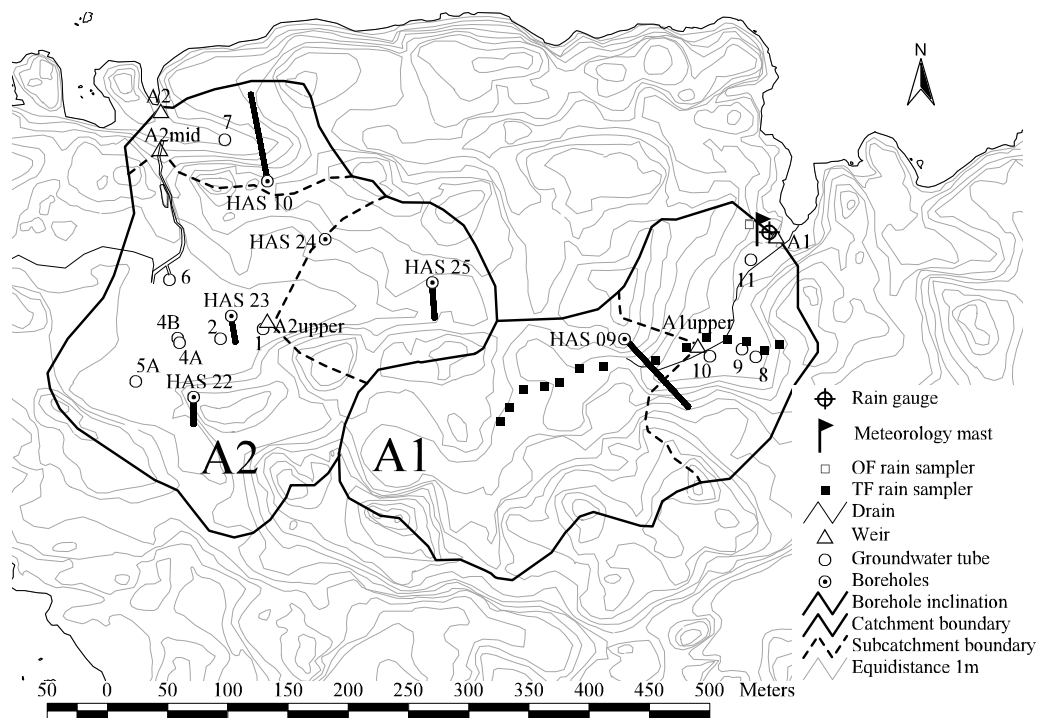 N
A2
A2mid
7
HAS 10
HAS 24
HAS 25
A1
11
6
HAS 23
4B
2
1
A2upper
4A
5A
HAS 22
HAS 09
A1upper
10
9
8
A2
A1
Rain gauge
Meteorology mast
OF rain sampler
TF rain sampler
Drain
Weir
Groundwater tube
Boreholes
Borehole inclination
Catchment boundary
Subcatchment boundary
Equidistance 1m
50 0 50 100 150 200 250 300 350 400 450 500 Meters